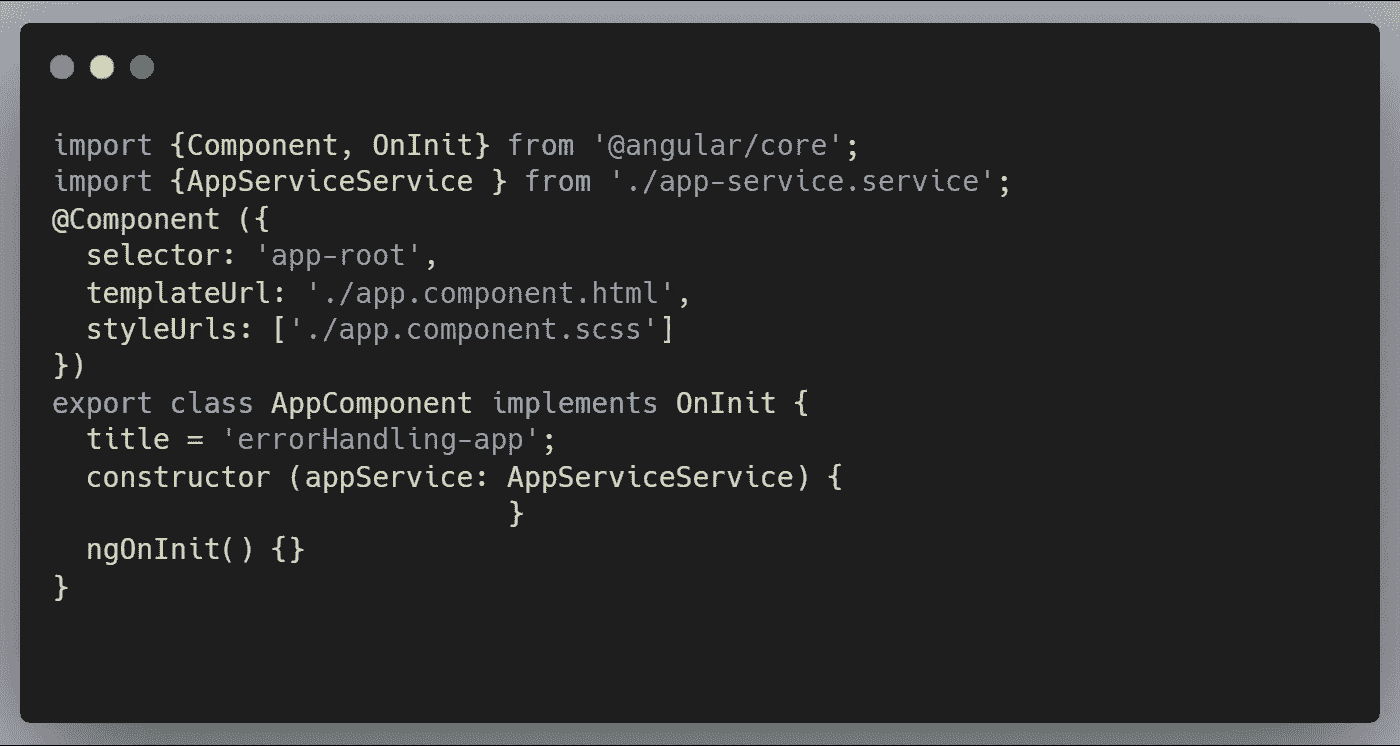 import {Component, OnInit} from '@angular/core';
import {AppServiceService } from './app-service.service';
@Component ({
  selector: 'app-root',
  templateUrl: './app.component.html',
  styleUrls: ['./app.component.scss']
})
export class AppComponent implements OnInit {
  title = 'errorHandling-app';
  constructor (appService: AppServiceService) {
                           }
  ngOnInit() {}
}